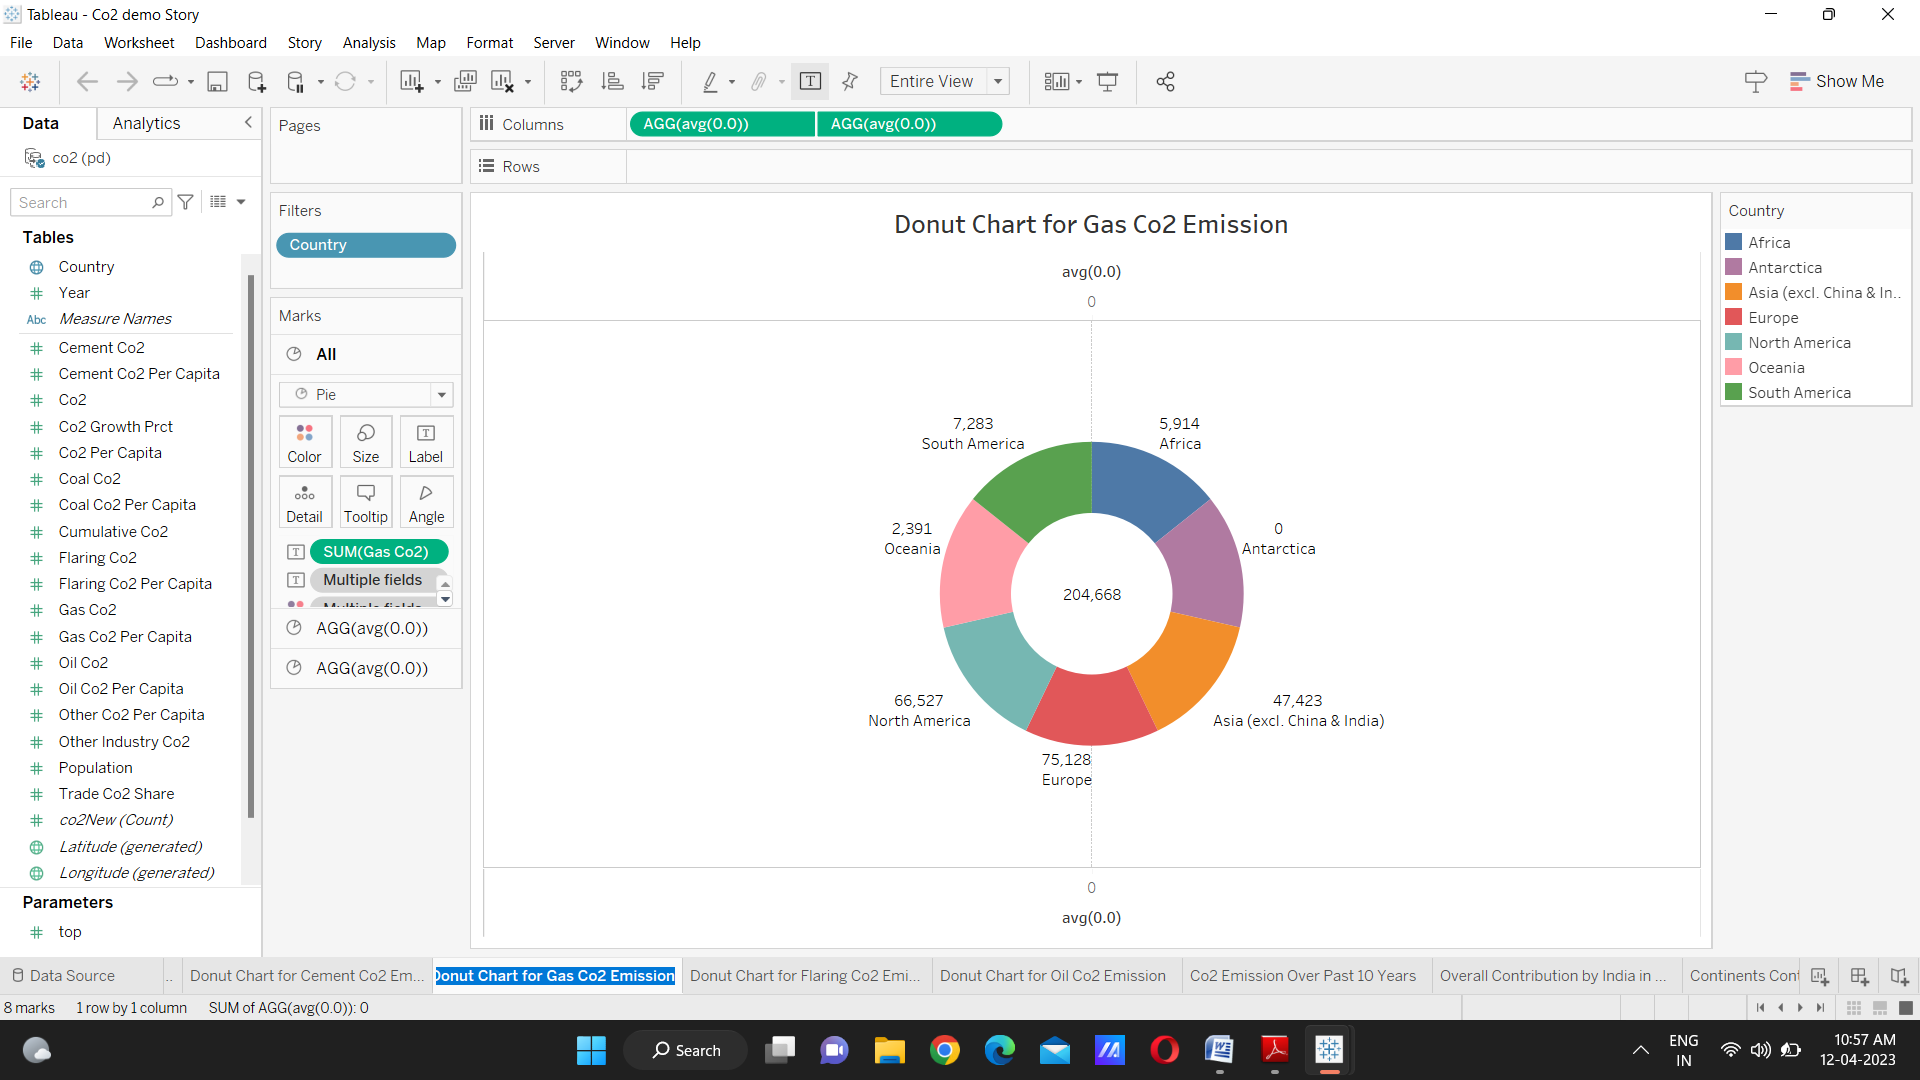 Tableau - Co2 demo Story
File Data Worksheet Dashboard Story Analysis Map Format Server Window Help
Entire View
Show Me
Data Analytics
co2 (pd)
Search
Tables
Country
Year
Abc Measure Names
Cement Co2
Cement Co2 Per Capita
Co2
Co2 Growth Prct
Co2 Per Capita
Coal Co2
Coal Co2 Per Capita
Cumulative Co2
Flaring Co2
Flaring Co2 Per Capita
Gas Co2
Gas Co2 Per Capita
Oil Co2
Oil Co2 Per Capita
Other Co2 Per Capita
Other Industry Co2
Population
Trade Co2 Share
co2New (Count)
Latitude (generated)
Longitude (generated)
Parameters
top
Pages
Filters
Country
Marks
All
Pie
Color Size Label
Detail Tooltip Angle
SUM(Gas Co2)
Multiple fields
Multiple fields
AGG(avg(0.0))
AGG(avg(0.0))
Columns AGG(avg(0.0)) AGG(avg(0.0))
Rows
Donut Chart for Gas Co2 Emission
avg(0.0)
0
7,283
South America
5,914
Africa
2,391
Oceania
0
Antarctica
204,668
66,527
North America
47,423
Asia (excl. China & India)
75,128
Europe
0
avg(0.0)
Country
Africa
Antarctica
Asia (excl. China & In..
Europe
North America
Oceania
South America
Data Source .. Donut Chart for Cement Co2 Em... Donut Chart for Gas Co2 Emission Donut Chart for Flaring Co2 Emi... Donut Chart for Oil Co2 Emission Co2 Emission Over Past 10 Years Overall Contribution by India in ... Continents Cont
8 marks 1 row by 1 column SUM of AGG(avg(0.0)): 0
Search
ENG
IN
10:57 AM
12-04-2023